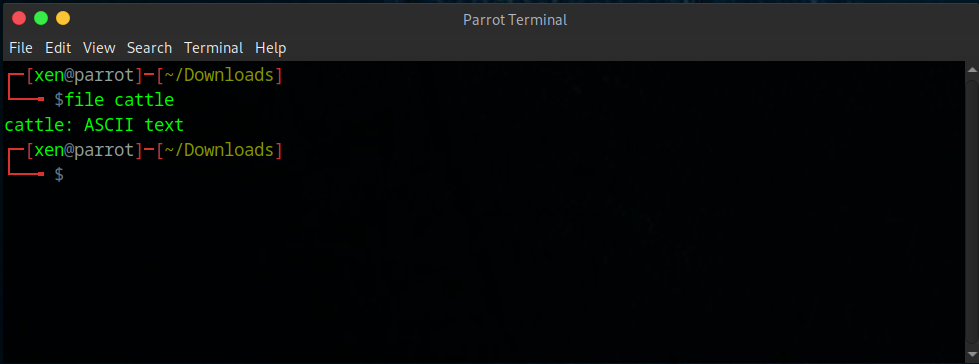 Parrot Terminal
File Edit View Search Terminal Help
┌─[xen@parrot]─[~/Downloads]
└──╼ $file cattle
cattle: ASCII text
┌─[xen@parrot]─[~/Downloads]
└──╼ $